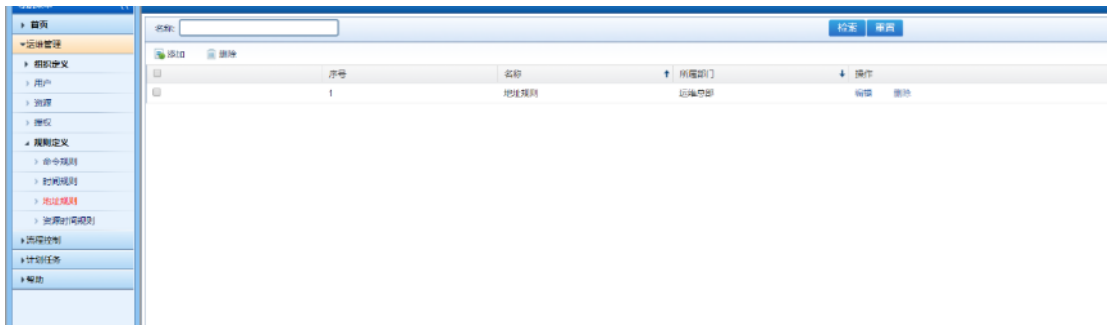 首页
运维管理
组织定义
用户
资源
授权
规则定义
命令规则
时间规则
地址规则
资源时间规则
流程控制
计划任务
帮助
名称:
检索 重置
添加 删除
序号 名称 所属部门 操作
1 地址规则 运维总部 编辑 删除